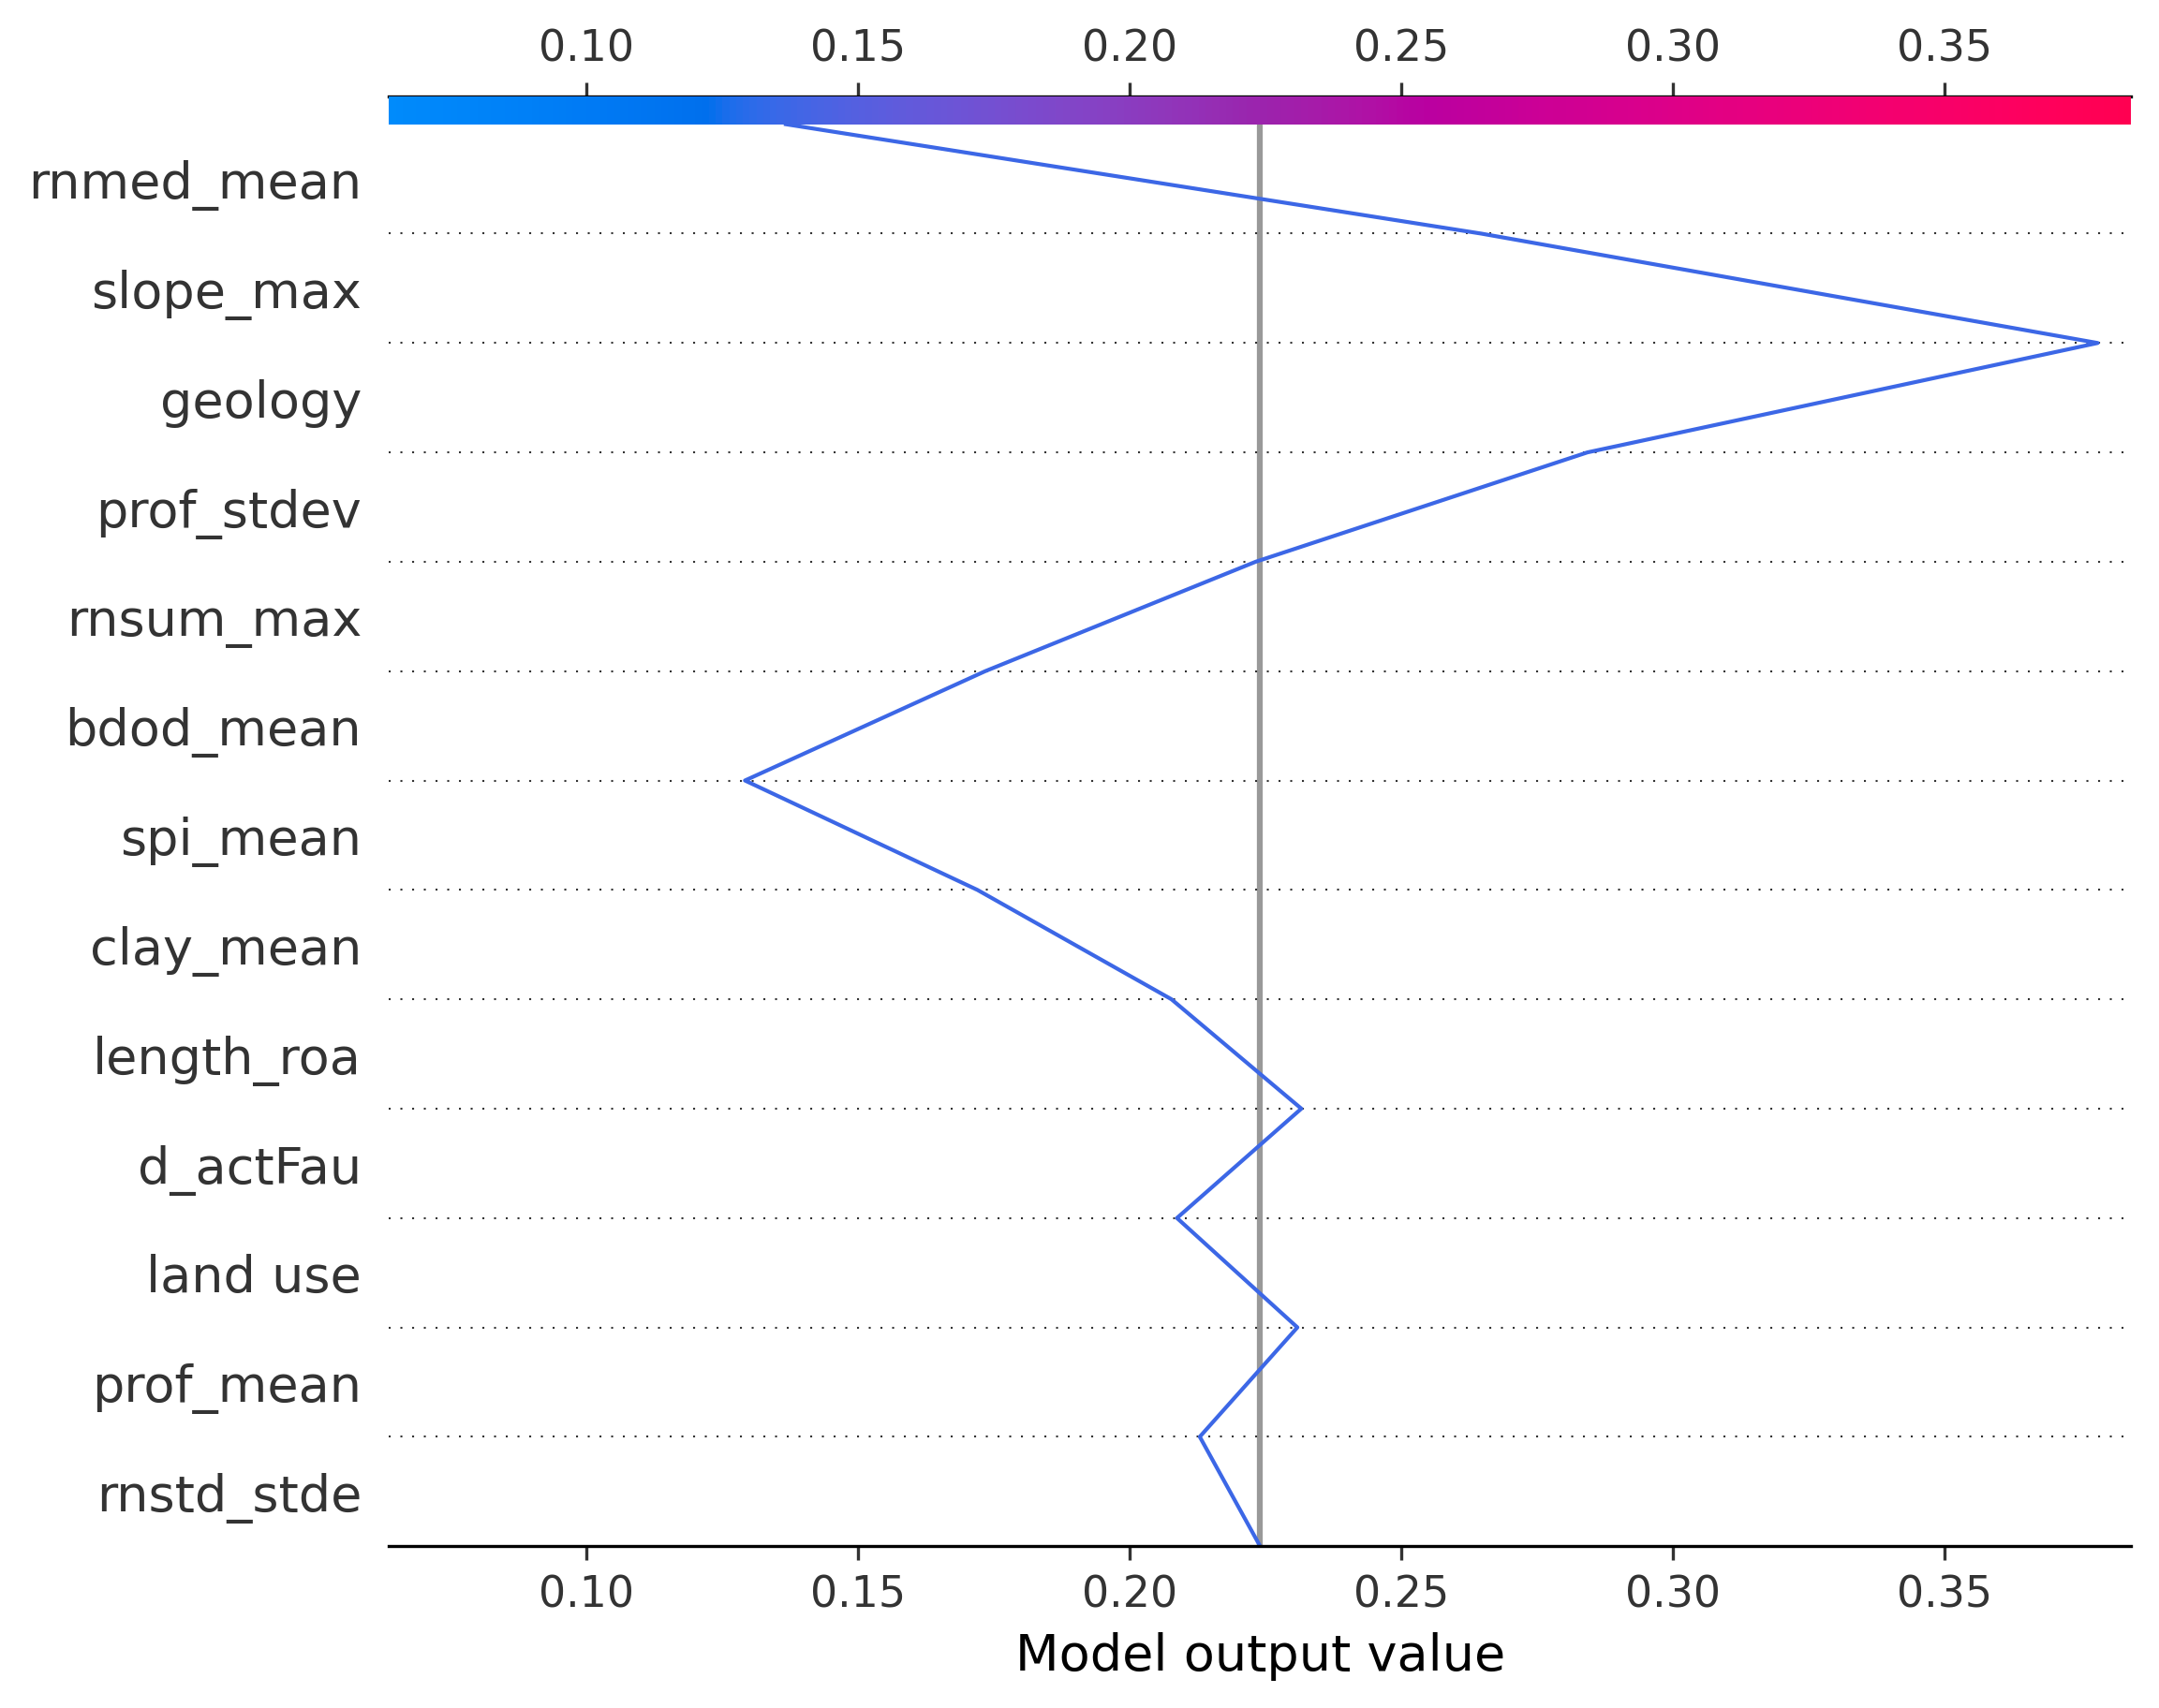 0.10 0.15 0.20 0.25 0.30 0.35
rnmed_mean
slope_max
geology
prof_stdev
rnsum_max
bdod_mean
spi_mean
clay_mean
length_roa
d_actFau
land use
prof_mean
rnstd_stde
0.10 0.15 0.20 0.25 0.30 0.35
Model output value